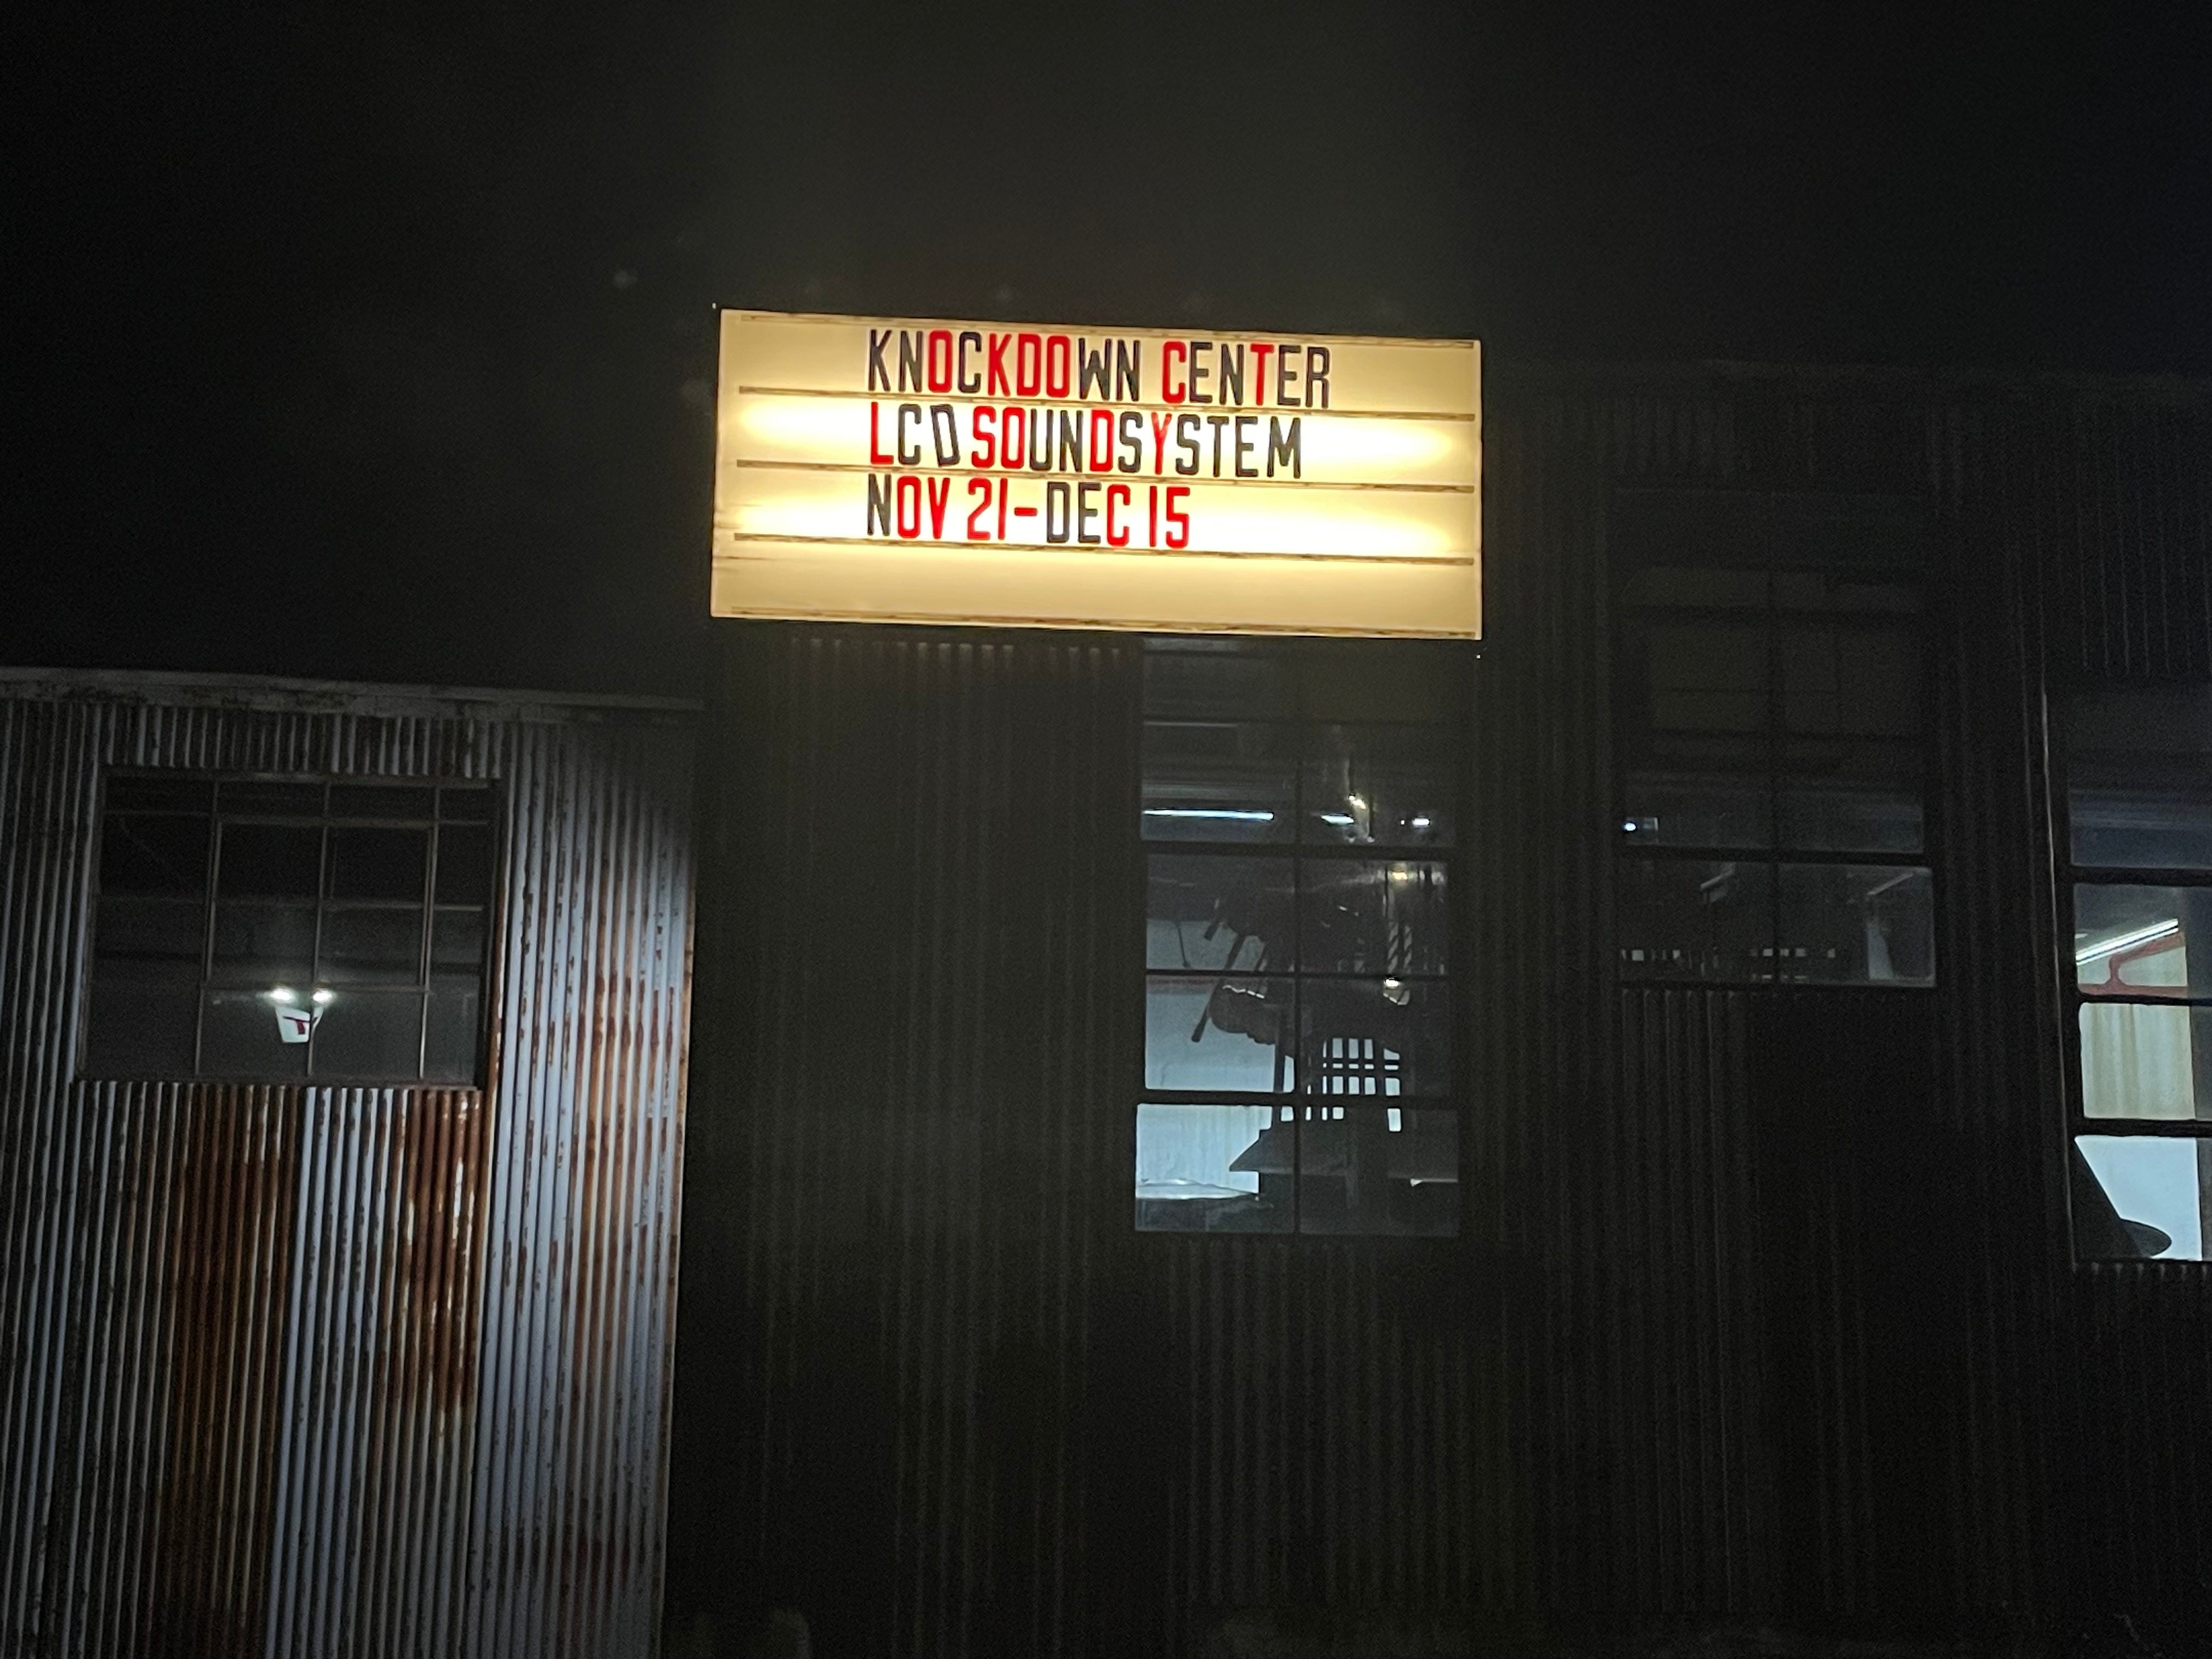 KNOCKDOWN CENTER
LCD SOUNDSYSTEM
NOV 21-DEC 15